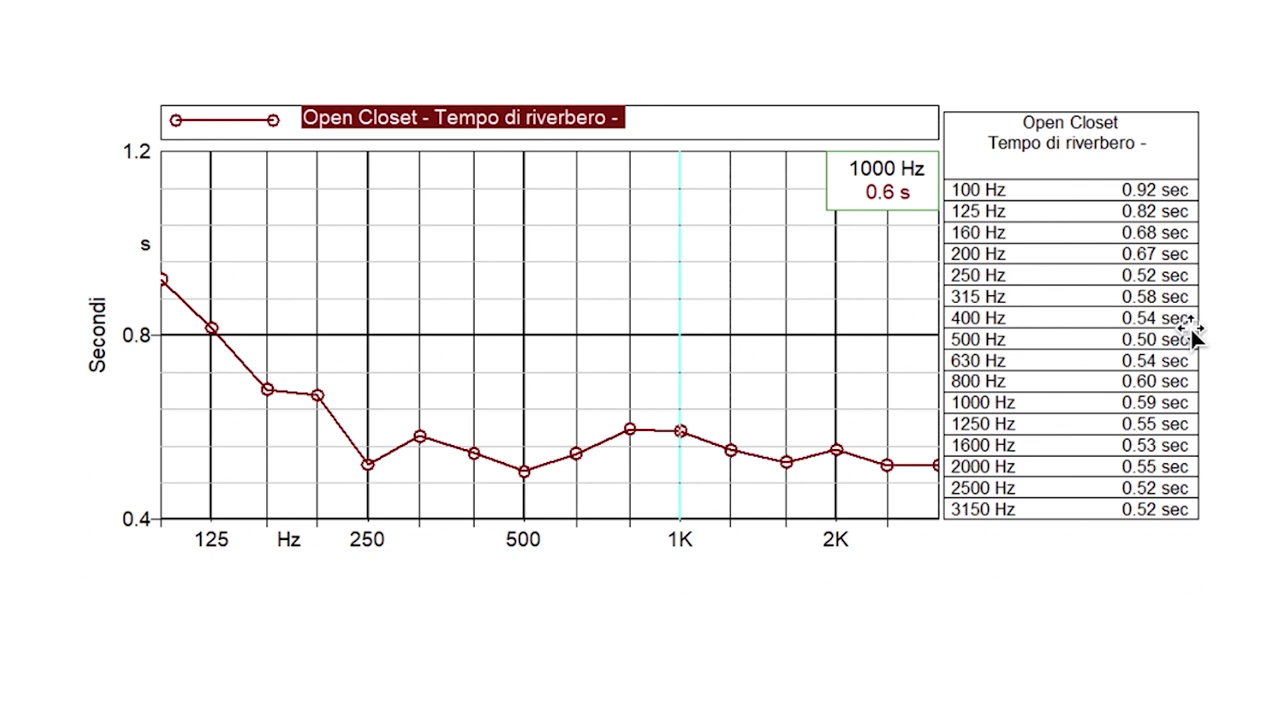 Open Closet - Tempo di riverbero -
1.2
s
Secondi
0.8
0.4
125
Hz
250
500
1K
2K
1000 Hz
0.6 s
Open Closet
Tempo di riverbero -
100 Hz 0.92 sec
125 Hz 0.82 sec
160 Hz 0.68 sec
200 Hz 0.67 sec
250 Hz 0.52 sec
315 Hz 0.58 sec
400 Hz 0.54 sec
500 Hz 0.50 sec
630 Hz 0.54 sec
800 Hz 0.60 sec
1000 Hz 0.59 sec
1250 Hz 0.55 sec
1600 Hz 0.53 sec
2000 Hz 0.55 sec
2500 Hz 0.52 sec
3150 Hz 0.52 sec